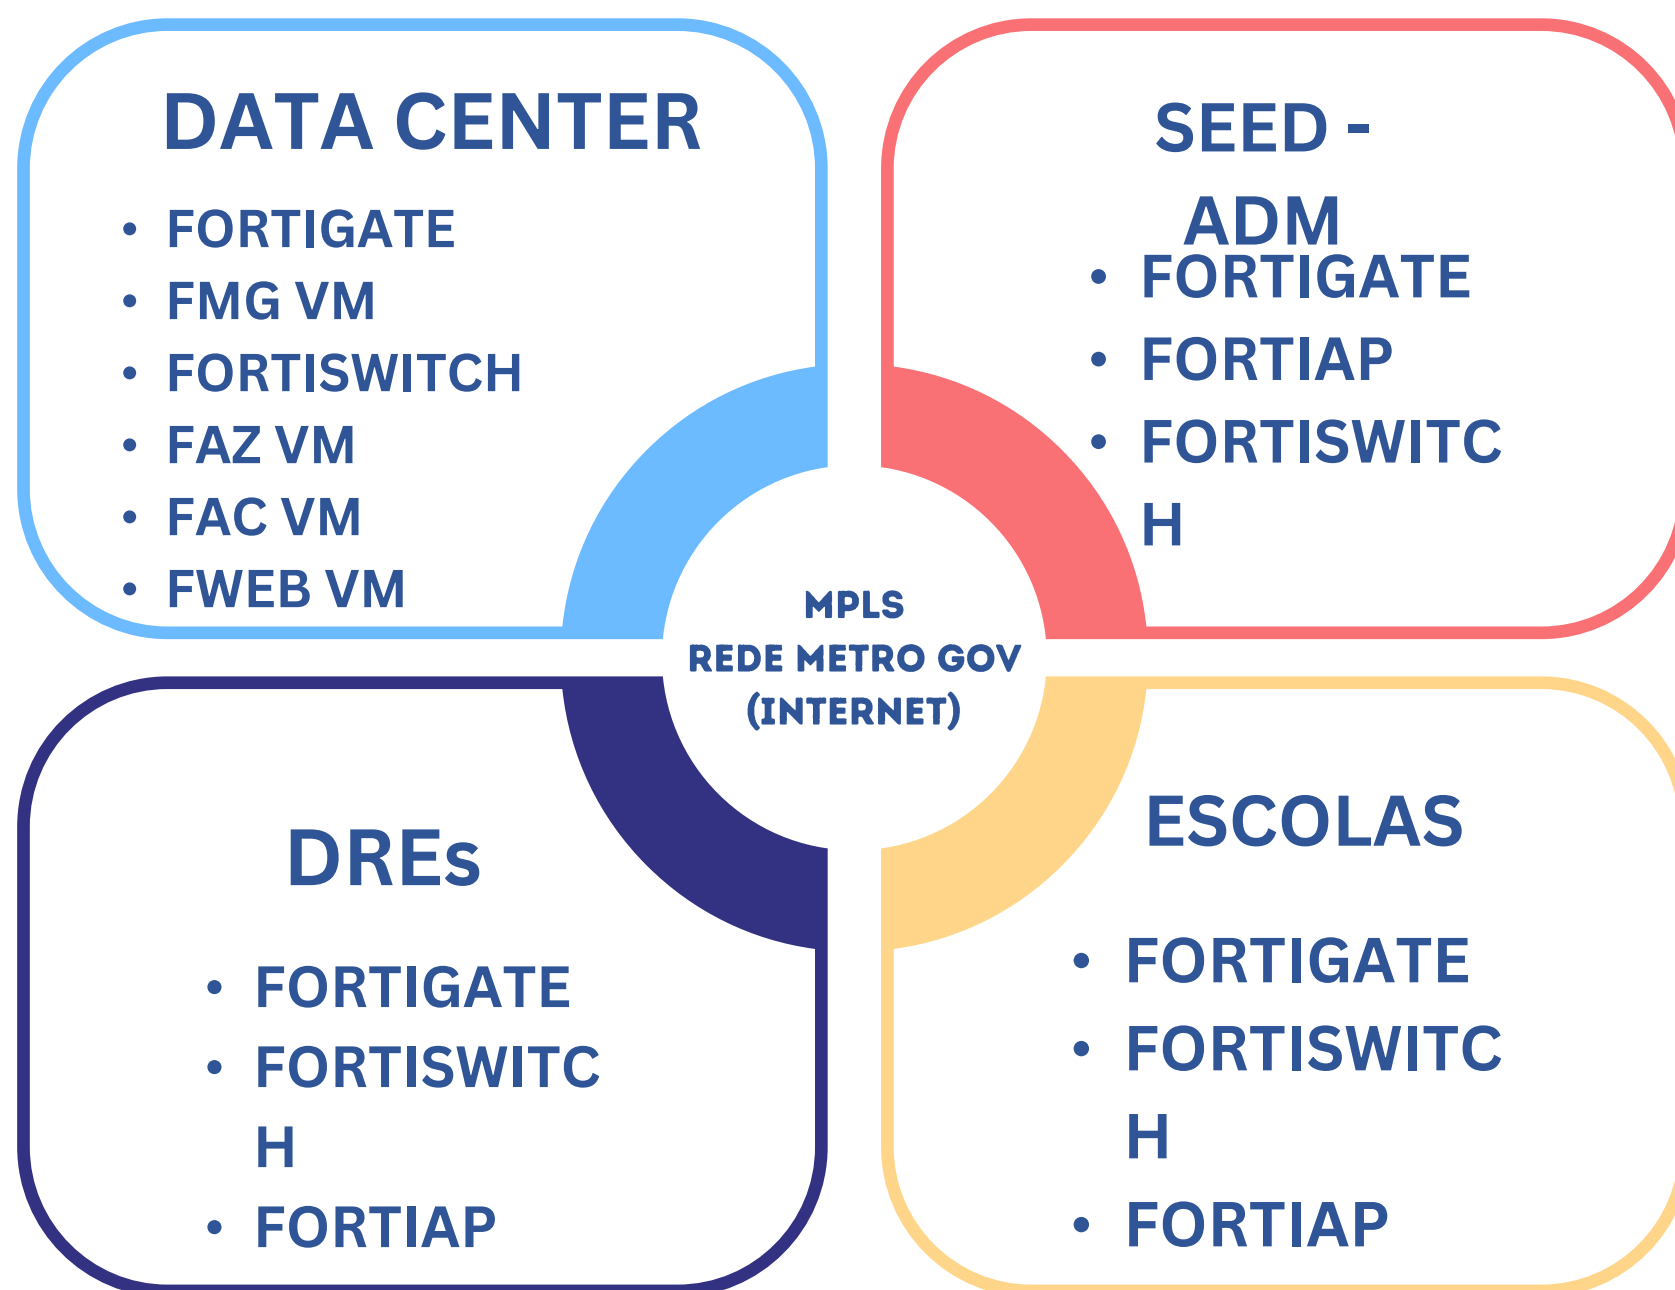 DATA CENTER
• FORTIGATE
• FMG VM
• FORTISWITCH
• FAZ VM
• FAC VM
• FWEB VM
SEED -
ADM
• FORTIGATE
• FORTIAP
• FORTISWITC
H
MPLS
REDE METRO GOV
(INTERNET)
DREs
• FORTIGATE
• FORTISWITC
H
• FORTIAP
ESCOLAS
• FORTIGATE
• FORTISWITC
H
• FORTIAP